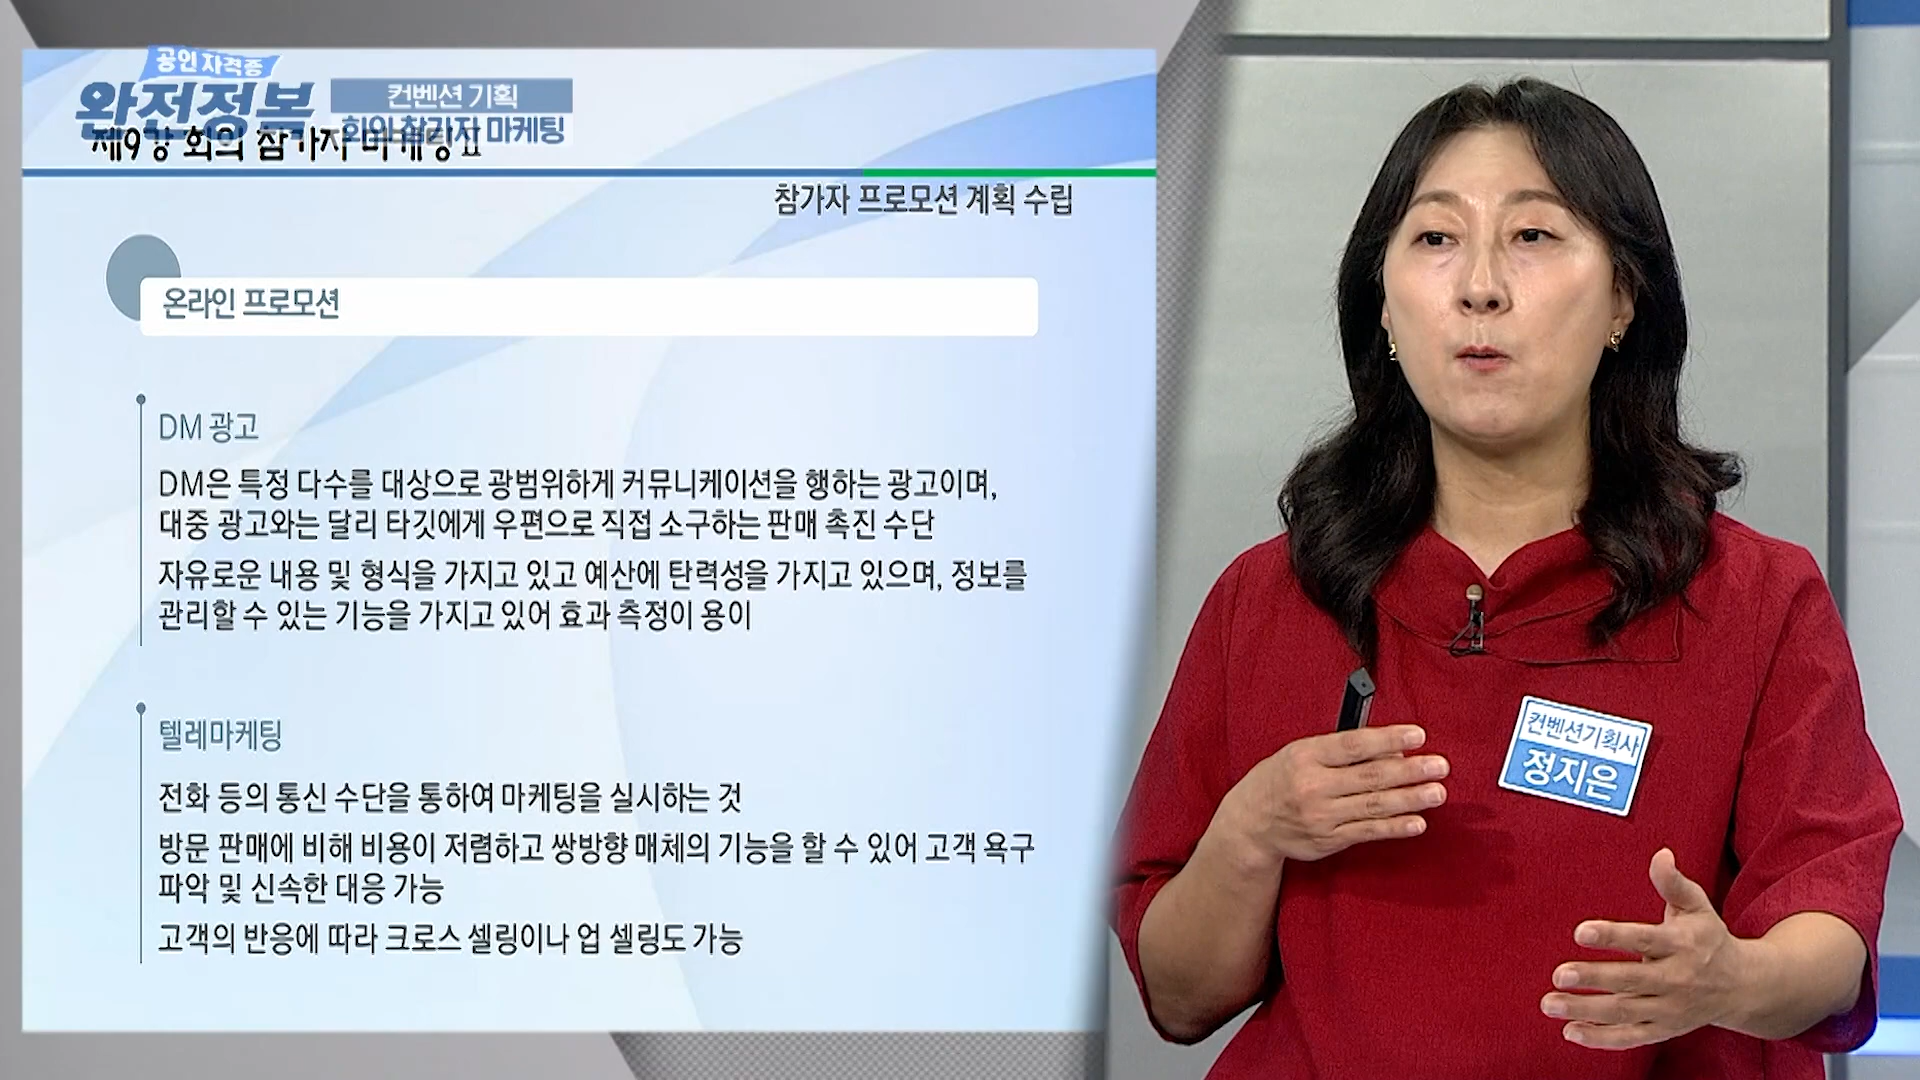 공인 자격증
완전정복
컨벤션 기획
회의 참가자 마케팅
제9강 회의 참가자 마케팅Ⅱ
참가자 프로모션 계획 수립
온라인 프로모션
DM 광고
DM은 특정 다수를 대상으로 광범위하게 커뮤니케이션을 행하는 광고이며,
대중 광고와는 달리 타깃에게 우편으로 직접 소구하는 판매 촉진 수단
자유로운 내용 및 형식을 가지고 있고 예산에 탄력성을 가지고 있으며, 정보를
관리할 수 있는 기능을 가지고 있어 효과 측정이 용이
텔레마케팅
전화 등의 통신 수단을 통하여 마케팅을 실시하는 것
방문 판매에 비해 비용이 저렴하고 쌍방향 매체의 기능을 할 수 있어 고객 욕구
파악 및 신속한 대응 가능
고객의 반응에 따라 크로스 셀링이나 업 셀링도 가능
컨벤션기획사
정지은